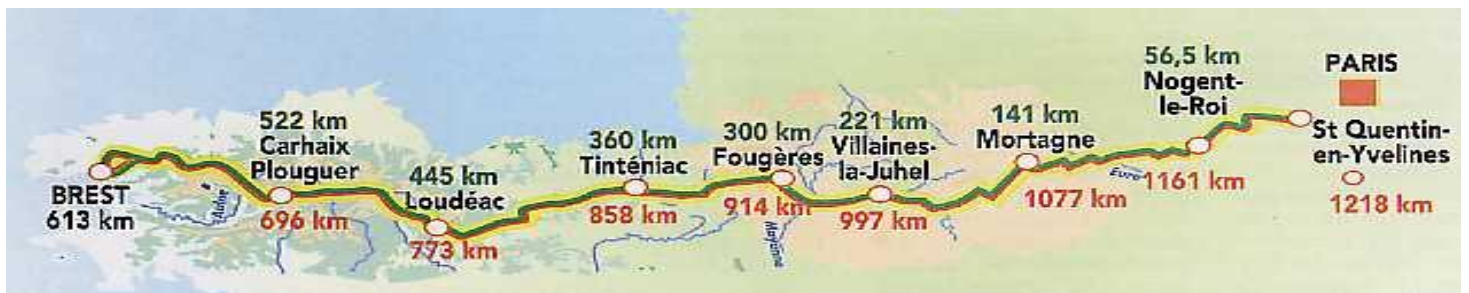 56,5 km
Nogent-
le-Roi
PARIS
522 km
Carhaix
Plouguer
360 km
Tinténiac
300 km
Fougères
221 km
Villaines-
la-Juhel
141 km
Mortagne
St Quentin-
en-Yvelines
445 km
Loudéac
BREST
613 km
Aulne
696 km
773 km
858 km
914 km
Mayenne
997 km
1077 km
Eure
1161 km
1218 km